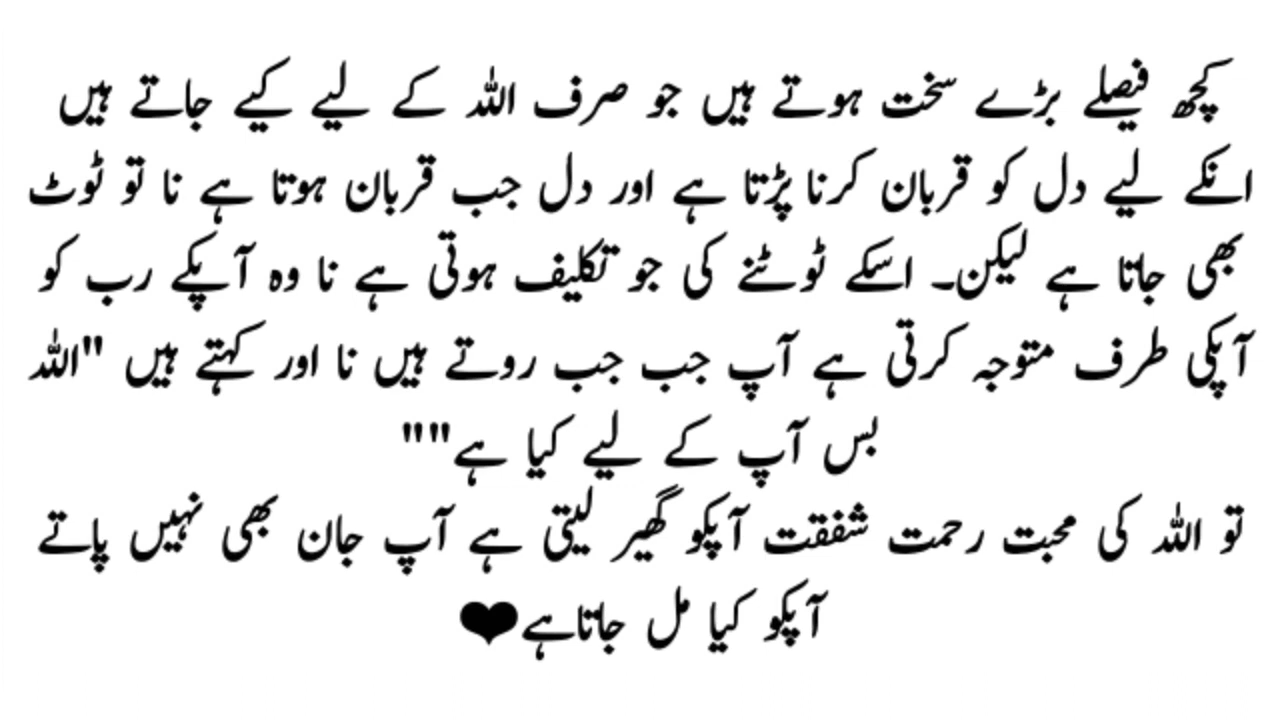 کچھ فیصلے بڑے سخت ہوتے ہیں جو صرف اللہ کے لیے کیے جاتے ہیں
انکے لیے دل کو قربان کرنا پڑتا ہے اور دل جب قربان ہوتا ہے نا تو ٹوٹ
بھی جاتا ہے لیکن۔ اسکے ٹوٹنے کی جو تکلیف ہوتی ہے نا وہ آپکے رب کو
آپکی طرف متوجہ کرتی ہے آپ جب جب روتے ہیں نا اور کہتے ہیں "اللہ
بس آپ کے لیے کیا ہے""
تو اللہ کی محبت رحمت شفقت آپکو گھیر لیتی ہے آپ جان بھی نہیں پاتے
آپکو کیا مل جاتاہے❤